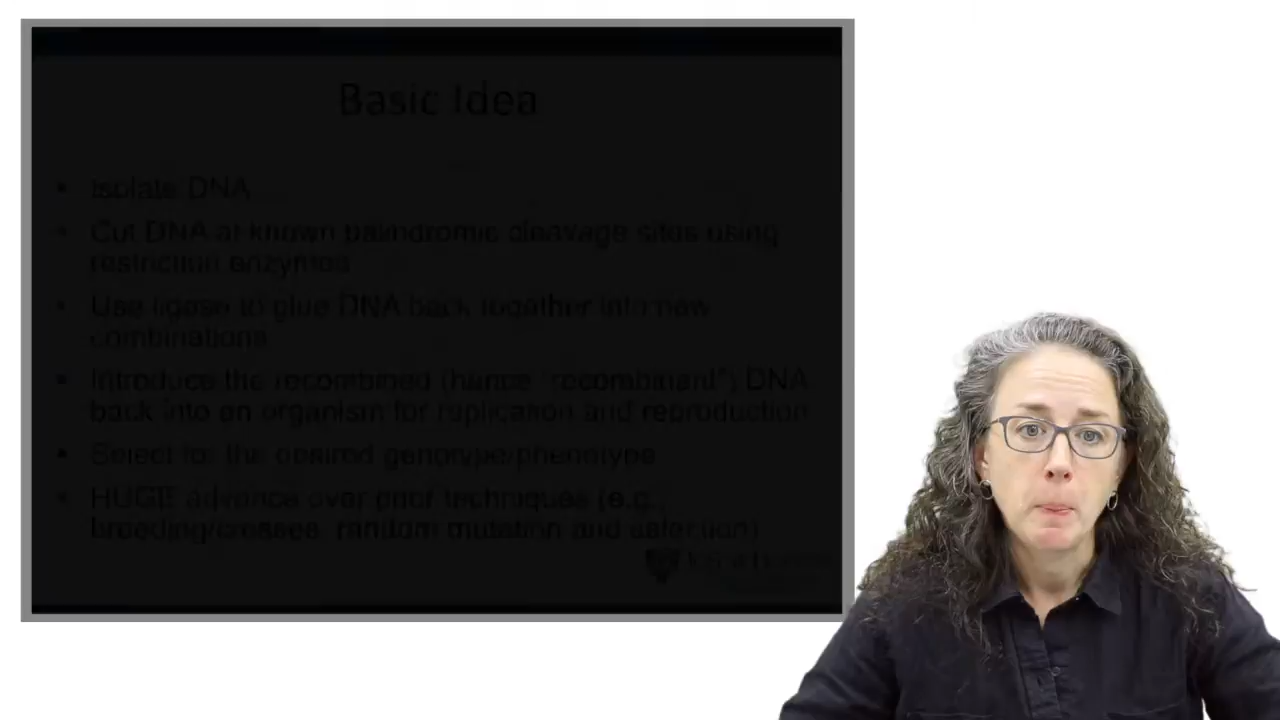 Basic Idea
• Isolate DNA
• Cut DNA at known palindromic cleavage sites using
restriction enzymes
• Use ligase to glue DNA back together into new
combinations
• Introduce the recombined (hence "recombinant") DNA
back into an organism for replication and reproduction
• Select for the desired genotype/phenotype
• HUGE advance over prior techniques (e.g.,
breeding/crosses, random mutation and selection)